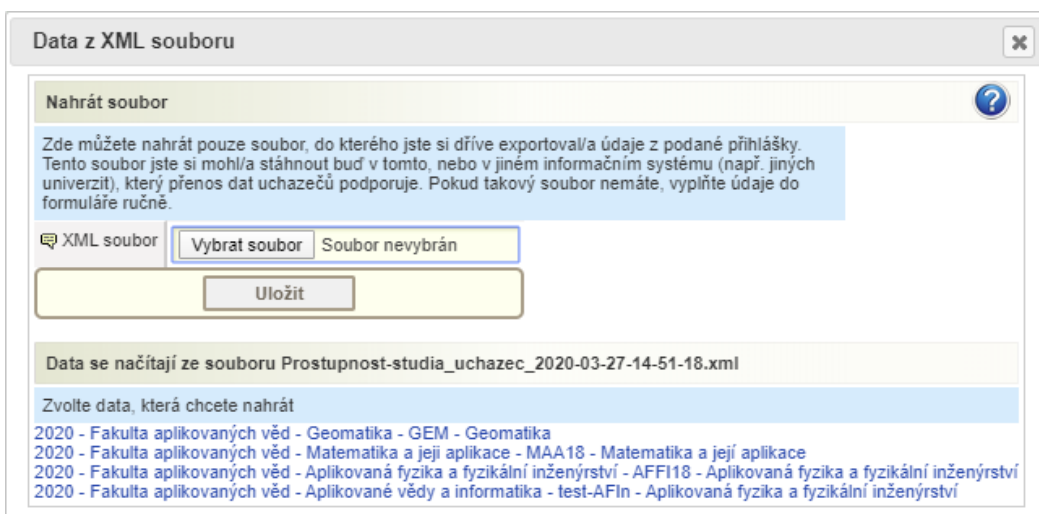 Data z XML souboru
Nahrát soubor
Zde můžete nahrát pouze soubor, do kterého jste si dříve exportoval/a údaje z podané přihlášky.
Tento soubor jste si mohl/a stáhnout buď v tomto, nebo v jiném informačním systému (např. jiných
univerzit), který přenos dat uchazečů podporuje. Pokud takový soubor nemáte, vyplňte údaje do
formuláře ručně.
XML soubor Vybrat soubor Soubor nevybrán
Uložit
Data se načítají ze souboru Prostupnost-studia_uchazec_2020-03-27-14-51-18.xml
Zvolte data, která chcete nahrát
2020 - Fakulta aplikovaných věd - Geomatika - GEM - Geomatika
2020 - Fakulta aplikovaných věd - Matematika a jeji aplikace - MAA18 - Matematika a její aplikace
2020 - Fakulta aplikovaných věd - Aplikovaná fyzika a fyzikální inženýrství - AFFI18 - Aplikovaná fyzika a fyzikální inženýrství
2020 - Fakulta aplikovaných věd - Aplikované vědy a informatika - test-AFIn - Aplikovaná fyzika a fyzikální inženýrství